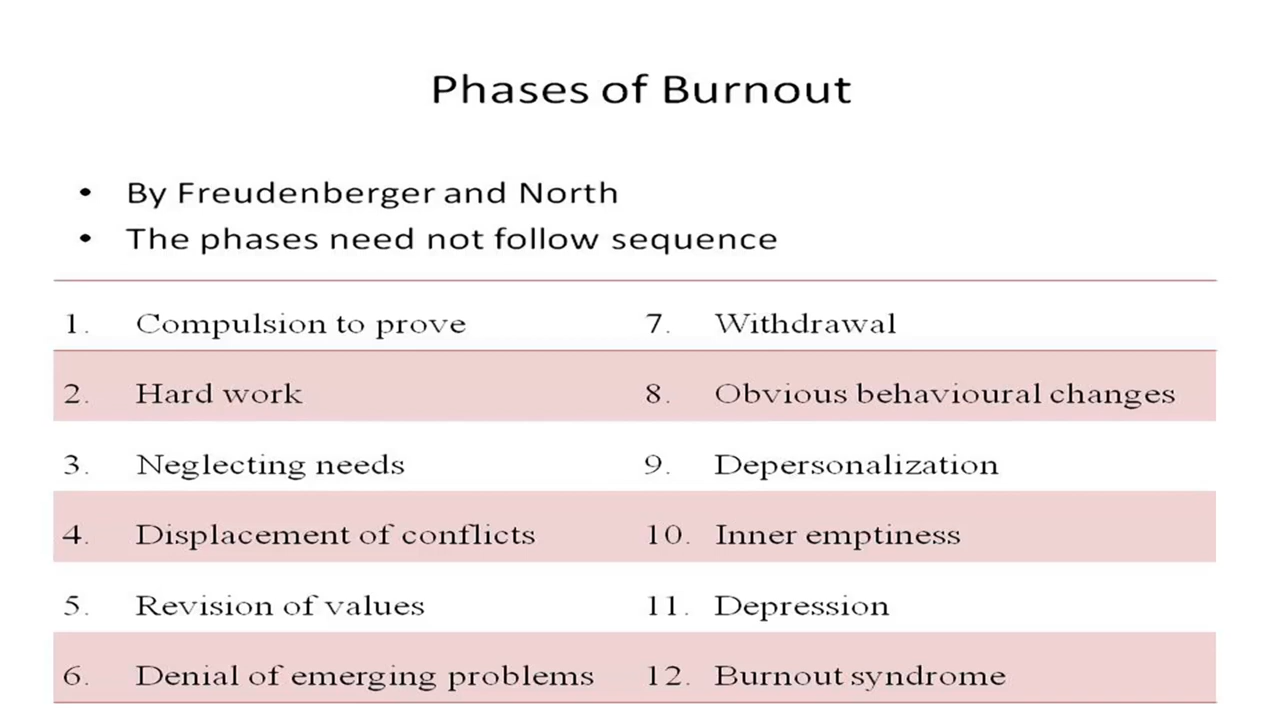 Phases of Burnout
• By Freudenberger and North
• The phases need not follow sequence
1. Compulsion to prove 7. Withdrawal
2. Hard work 8. Obvious behavioural changes
3. Neglecting needs 9. Depersonalization
4. Displacement of conflicts 10. Inner emptiness
5. Revision of values 11. Depression
6. Denial of emerging problems 12. Burnout syndrome